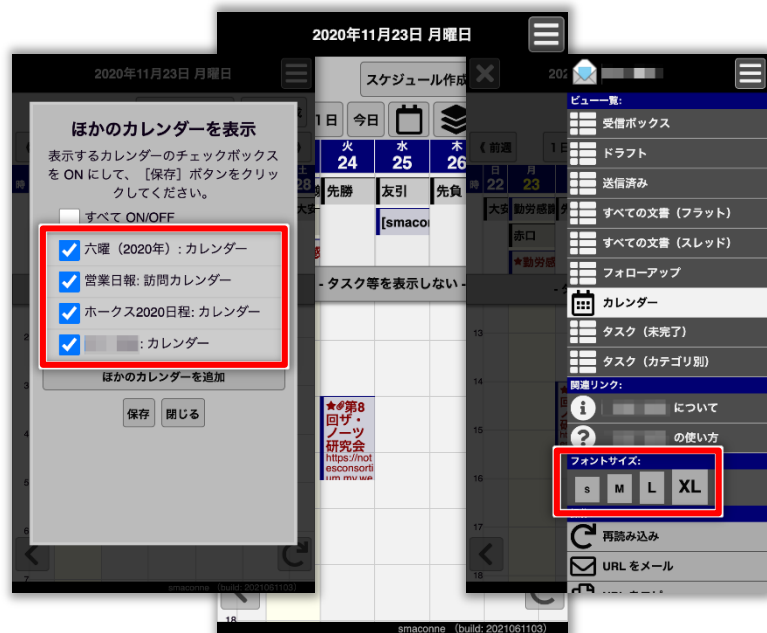 2020年11月23日 月曜日
ほかのカレンダーを表示
表示するカレンダーのチェックボックス
を ON にして、［保存］ボタンをクリッ
クしてください。
すべて ON/OFF
六曜（2020年）: カレンダー
営業日報: 訪問カレンダー
ホークス2020日程: カレンダー
: カレンダー
ほかのカレンダーを追加
保存 閉じる
smaconne （build: 2021061103）
2020年11月23日 月曜日
スケジュール作成
1日 今日
火 水 木
24 25 26
先勝 友引 先負
[smaco
- タスク等を表示しない -
★第8
回ザ・
ノーツ
研究会
https://not
esconsorti
um.my.we
18
smaconne （build: 2021061103）
202
《 前週
時 日 22 月 23
大安 勤労感謝
赤口
★勤労感
13
14
15
16
17
18
ビュー一覧:
受信ボックス
ドラフト
送信済み
すべての文書（フラット）
すべての文書（スレッド）
フォローアップ
カレンダー
タスク（未完了）
タスク（カテゴリ別）
関連リンク:
について
の使い方
フォントサイズ:
S M L XL
再読み込み
URL をメール